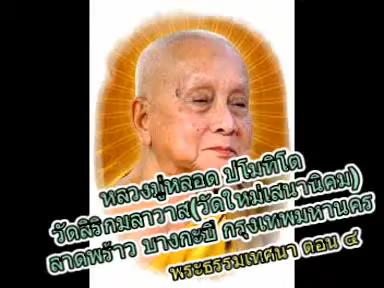 หลวงปู่หลอด ปโมทิโต
วัดสิริกมลาวาส(วัดใหม่เสนานิคม)
ลาดพร้าว บางกะปิ กรุงเทพมหานคร
พระธรรมเทศนา ตอน ๔